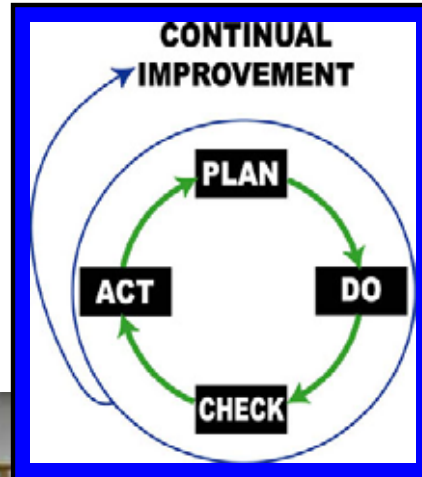 CONTINUAL
IMPROVEMENT
PLAN
ACT
DO
CHECK